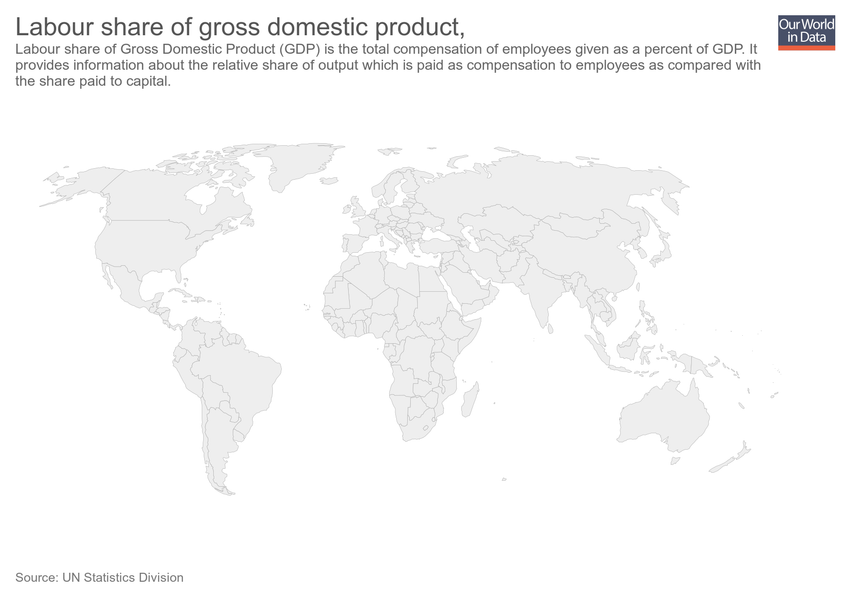 Labour share of gross domestic product,
Our World
in Data
Labour share of Gross Domestic Product (GDP) is the total compensation of employees given as a percent of GDP. It
provides information about the relative share of output which is paid as compensation to employees as compared with
the share paid to capital.
Source: UN Statistics Division